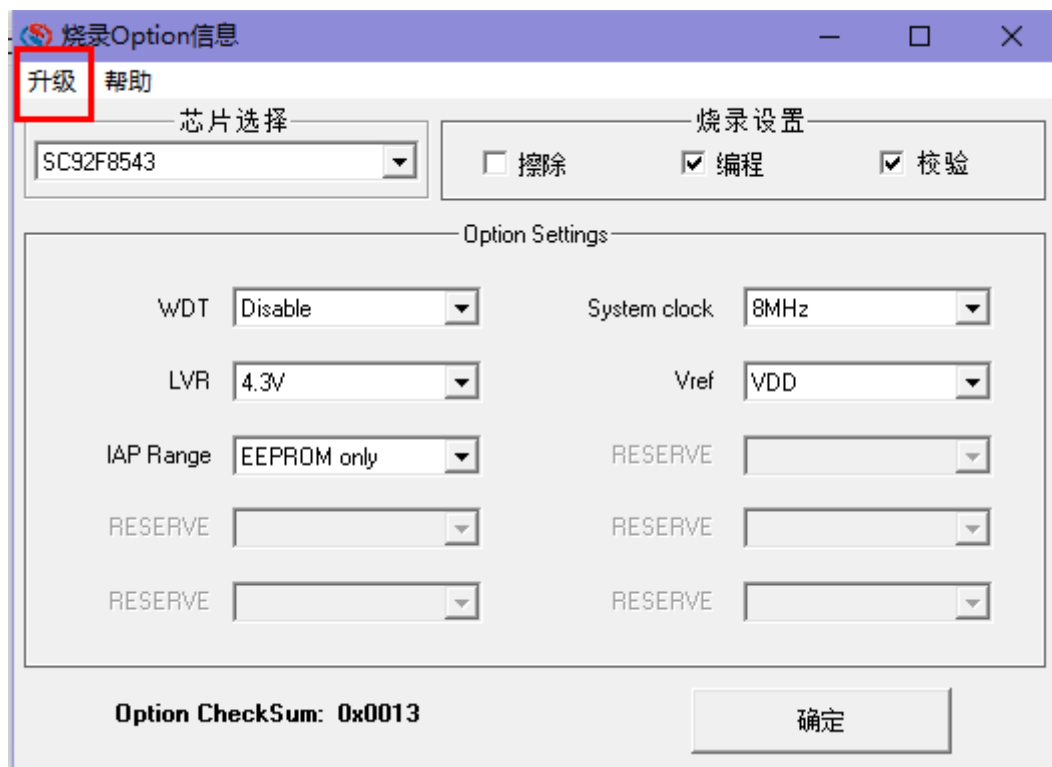 烧录Option信息
升级 帮助
芯片选择 烧录设置
SC92F8543 擦除 编程 校验
Option Settings
WDT Disable System clock 8MHz
LVR 4.3V Vref VDD
IAP Range EEPROM only RESERVE
RESERVE RESERVE
RESERVE RESERVE
Option CheckSum: 0x0013 确定